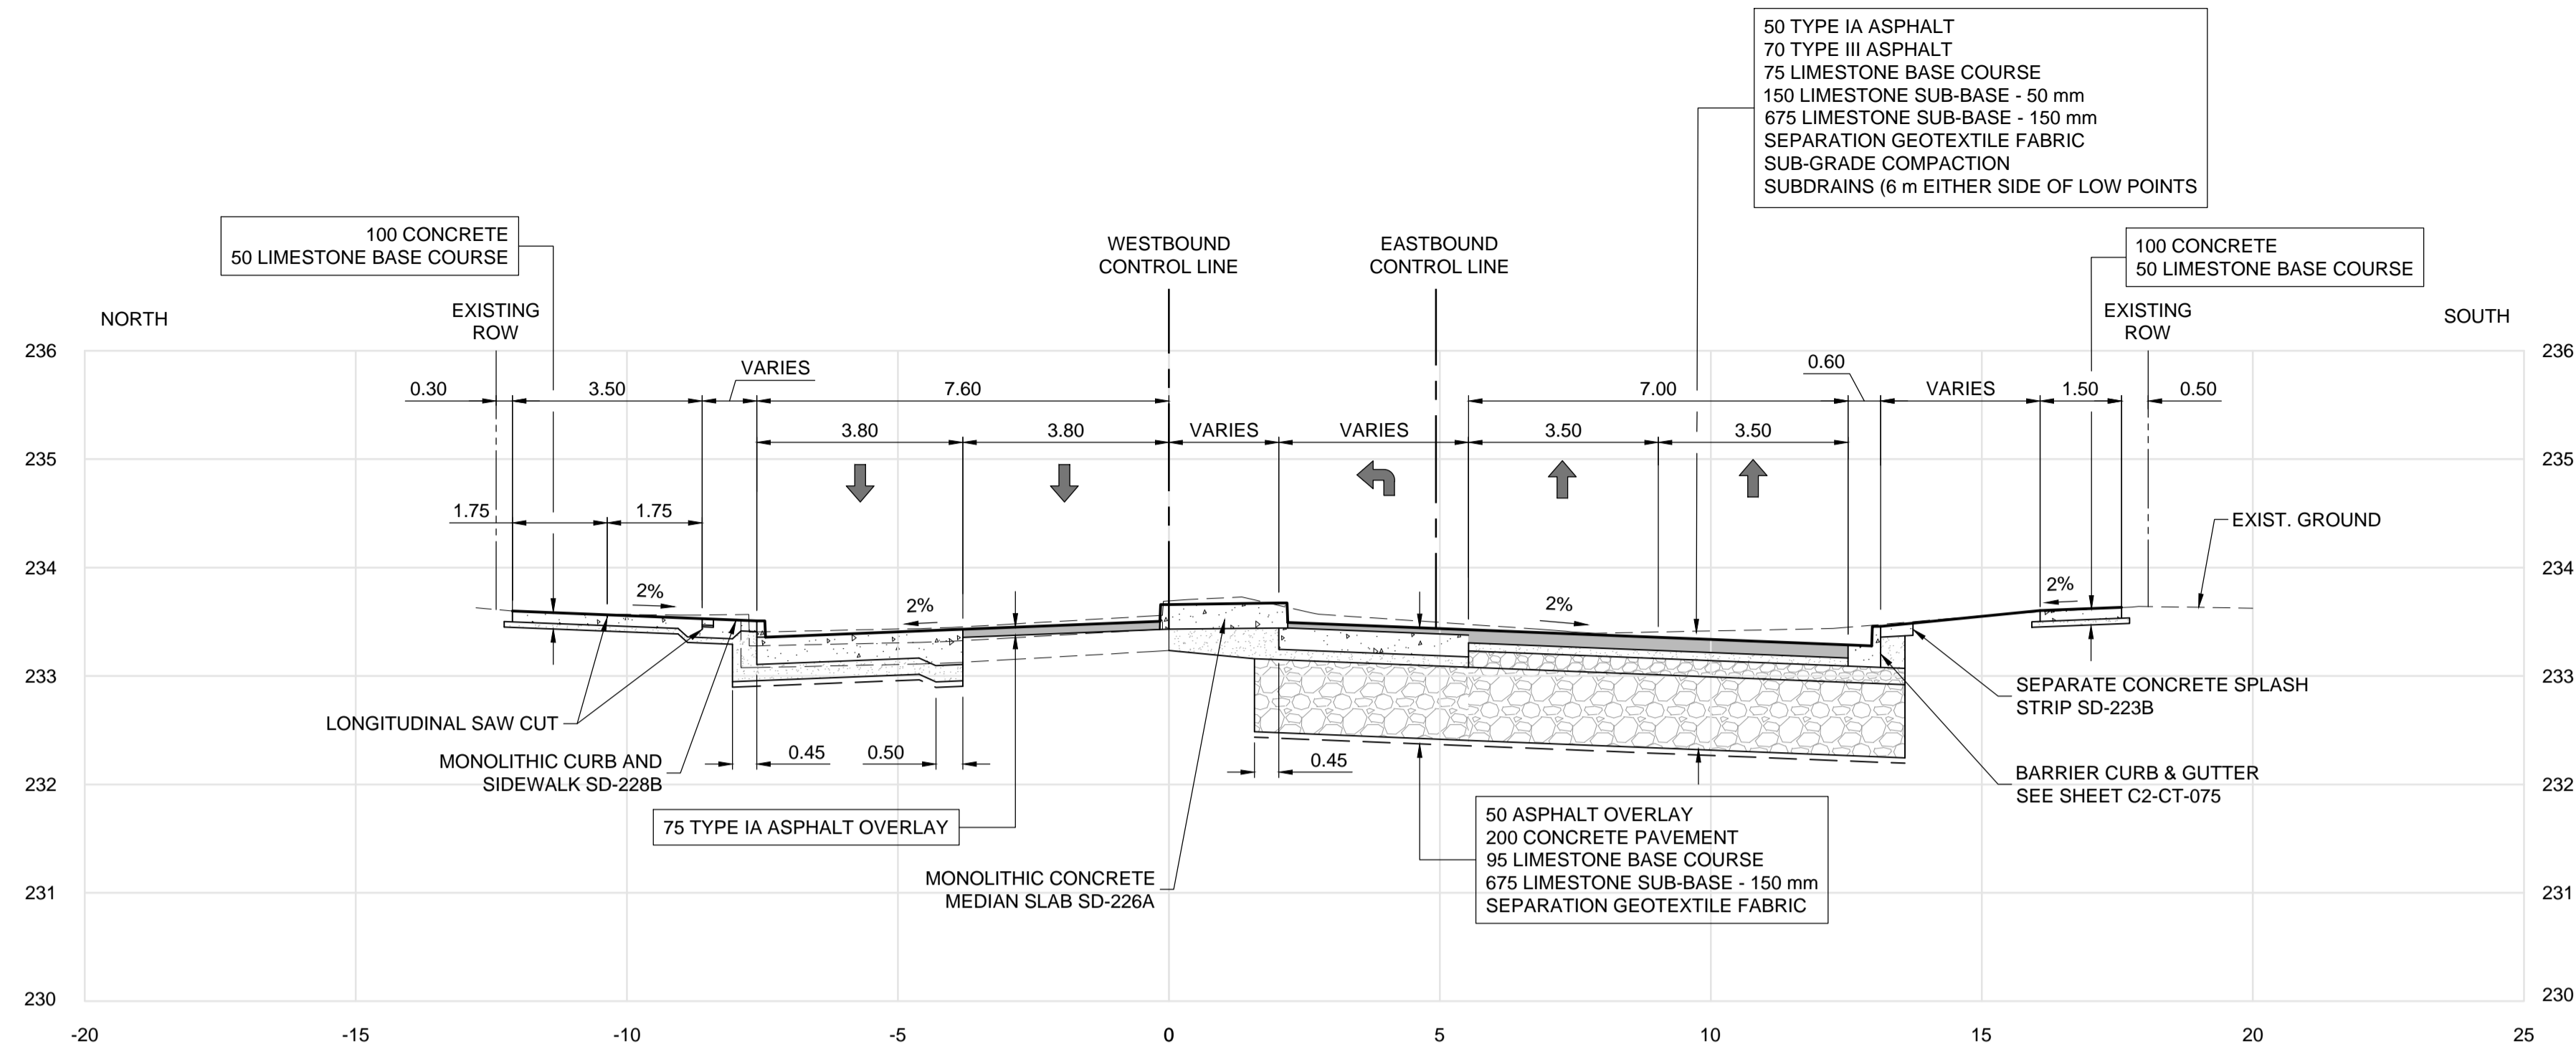 50 TYPE IA ASPHALT
70 TYPE III ASPHALT
75 LIMESTONE BASE COURSE
150 LIMESTONE SUB-BASE - 50 mm
675 LIMESTONE SUB-BASE - 150 mm
SEPARATION GEOTEXTILE FABRIC
SUB-GRADE COMPACTION
SUBDRAINS (6 m EITHER SIDE OF LOW POINTS
100 CONCRETE
50 LIMESTONE BASE COURSE
WESTBOUND
CONTROL LINE
EASTBOUND
CONTROL LINE
100 CONCRETE
50 LIMESTONE BASE COURSE
NORTH
EXISTING
ROW
EXISTING
ROW
SOUTH
236
236
0.30
3.50
VARIES
7.60
7.00
0.60
VARIES
1.50
0.50
3.80
3.80
VARIES
VARIES
3.50
3.50
235
235
1.75
1.75
EXIST. GROUND
234
234
2%
2%
2%
2%
233
233
LONGITUDINAL SAW CUT
MONOLITHIC CURB AND
SIDEWALK SD-228B
0.45
0.50
0.45
SEPARATE CONCRETE SPLASH
STRIP SD-223B
BARRIER CURB & GUTTER
SEE SHEET C2-CT-075
232
232
75 TYPE IA ASPHALT OVERLAY
MONOLITHIC CONCRETE
MEDIAN SLAB SD-226A
50 ASPHALT OVERLAY
200 CONCRETE PAVEMENT
95 LIMESTONE BASE COURSE
675 LIMESTONE SUB-BASE - 150 mm
SEPARATION GEOTEXTILE FABRIC
231
231
230
230
-20
-15
-10
-5
0
5
10
15
20
25